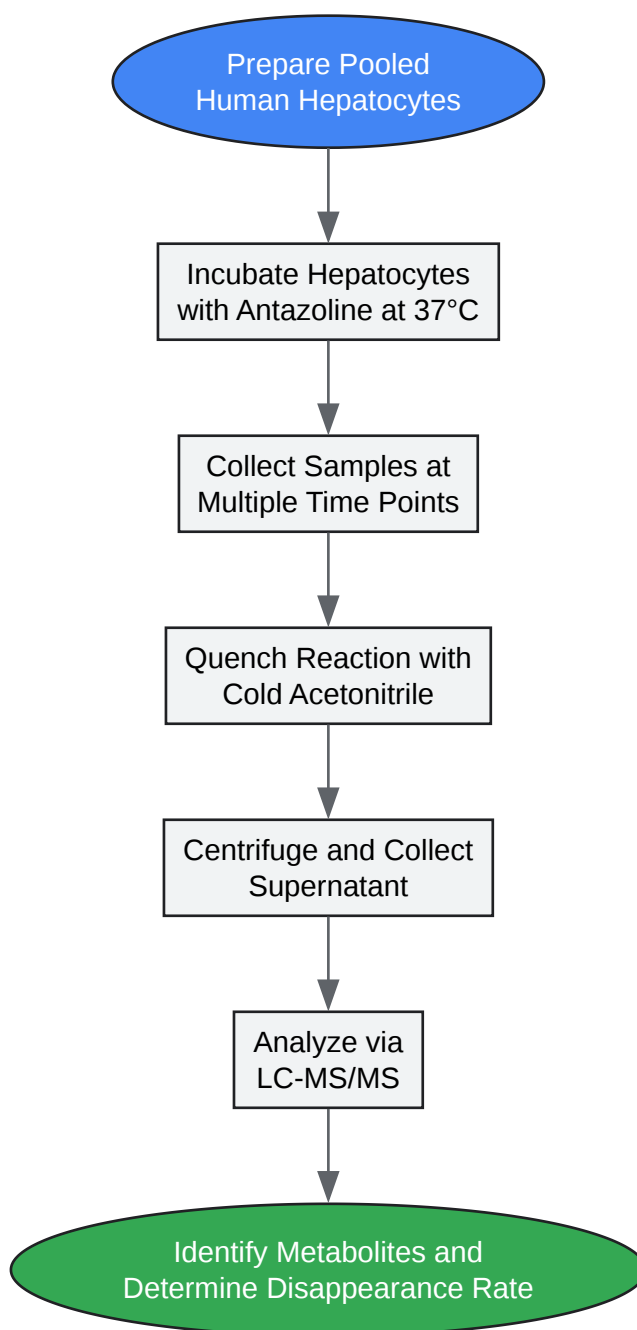 Prepare Pooled
Human Hepatocytes
Incubate Hepatocytes
with Antazoline at 37°C
Collect Samples at
Multiple Time Points
Quench Reaction with
Cold Acetonitrile
Centrifuge and Collect
Supernatant
Analyze via
LC-MS/MS
Identify Metabolites and
Determine Disappearance Rate